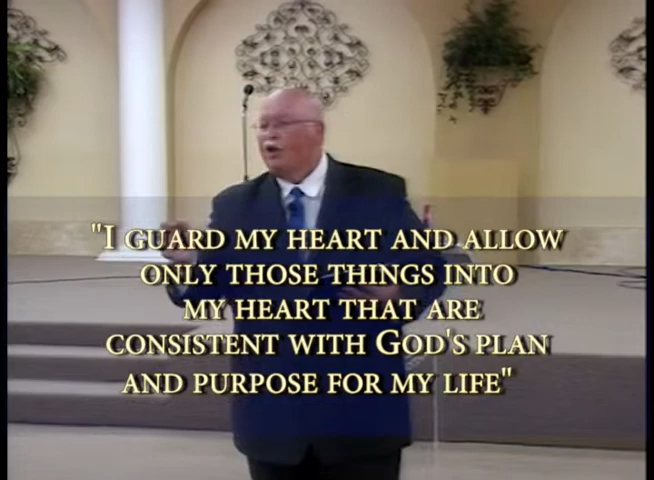 "I GUARD MY HEART AND ALLOW
ONLY THOSE THINGS INTO
MY HEART THAT ARE
CONSISTENT WITH GOD'S PLAN
AND PURPOSE FOR MY LIFE"